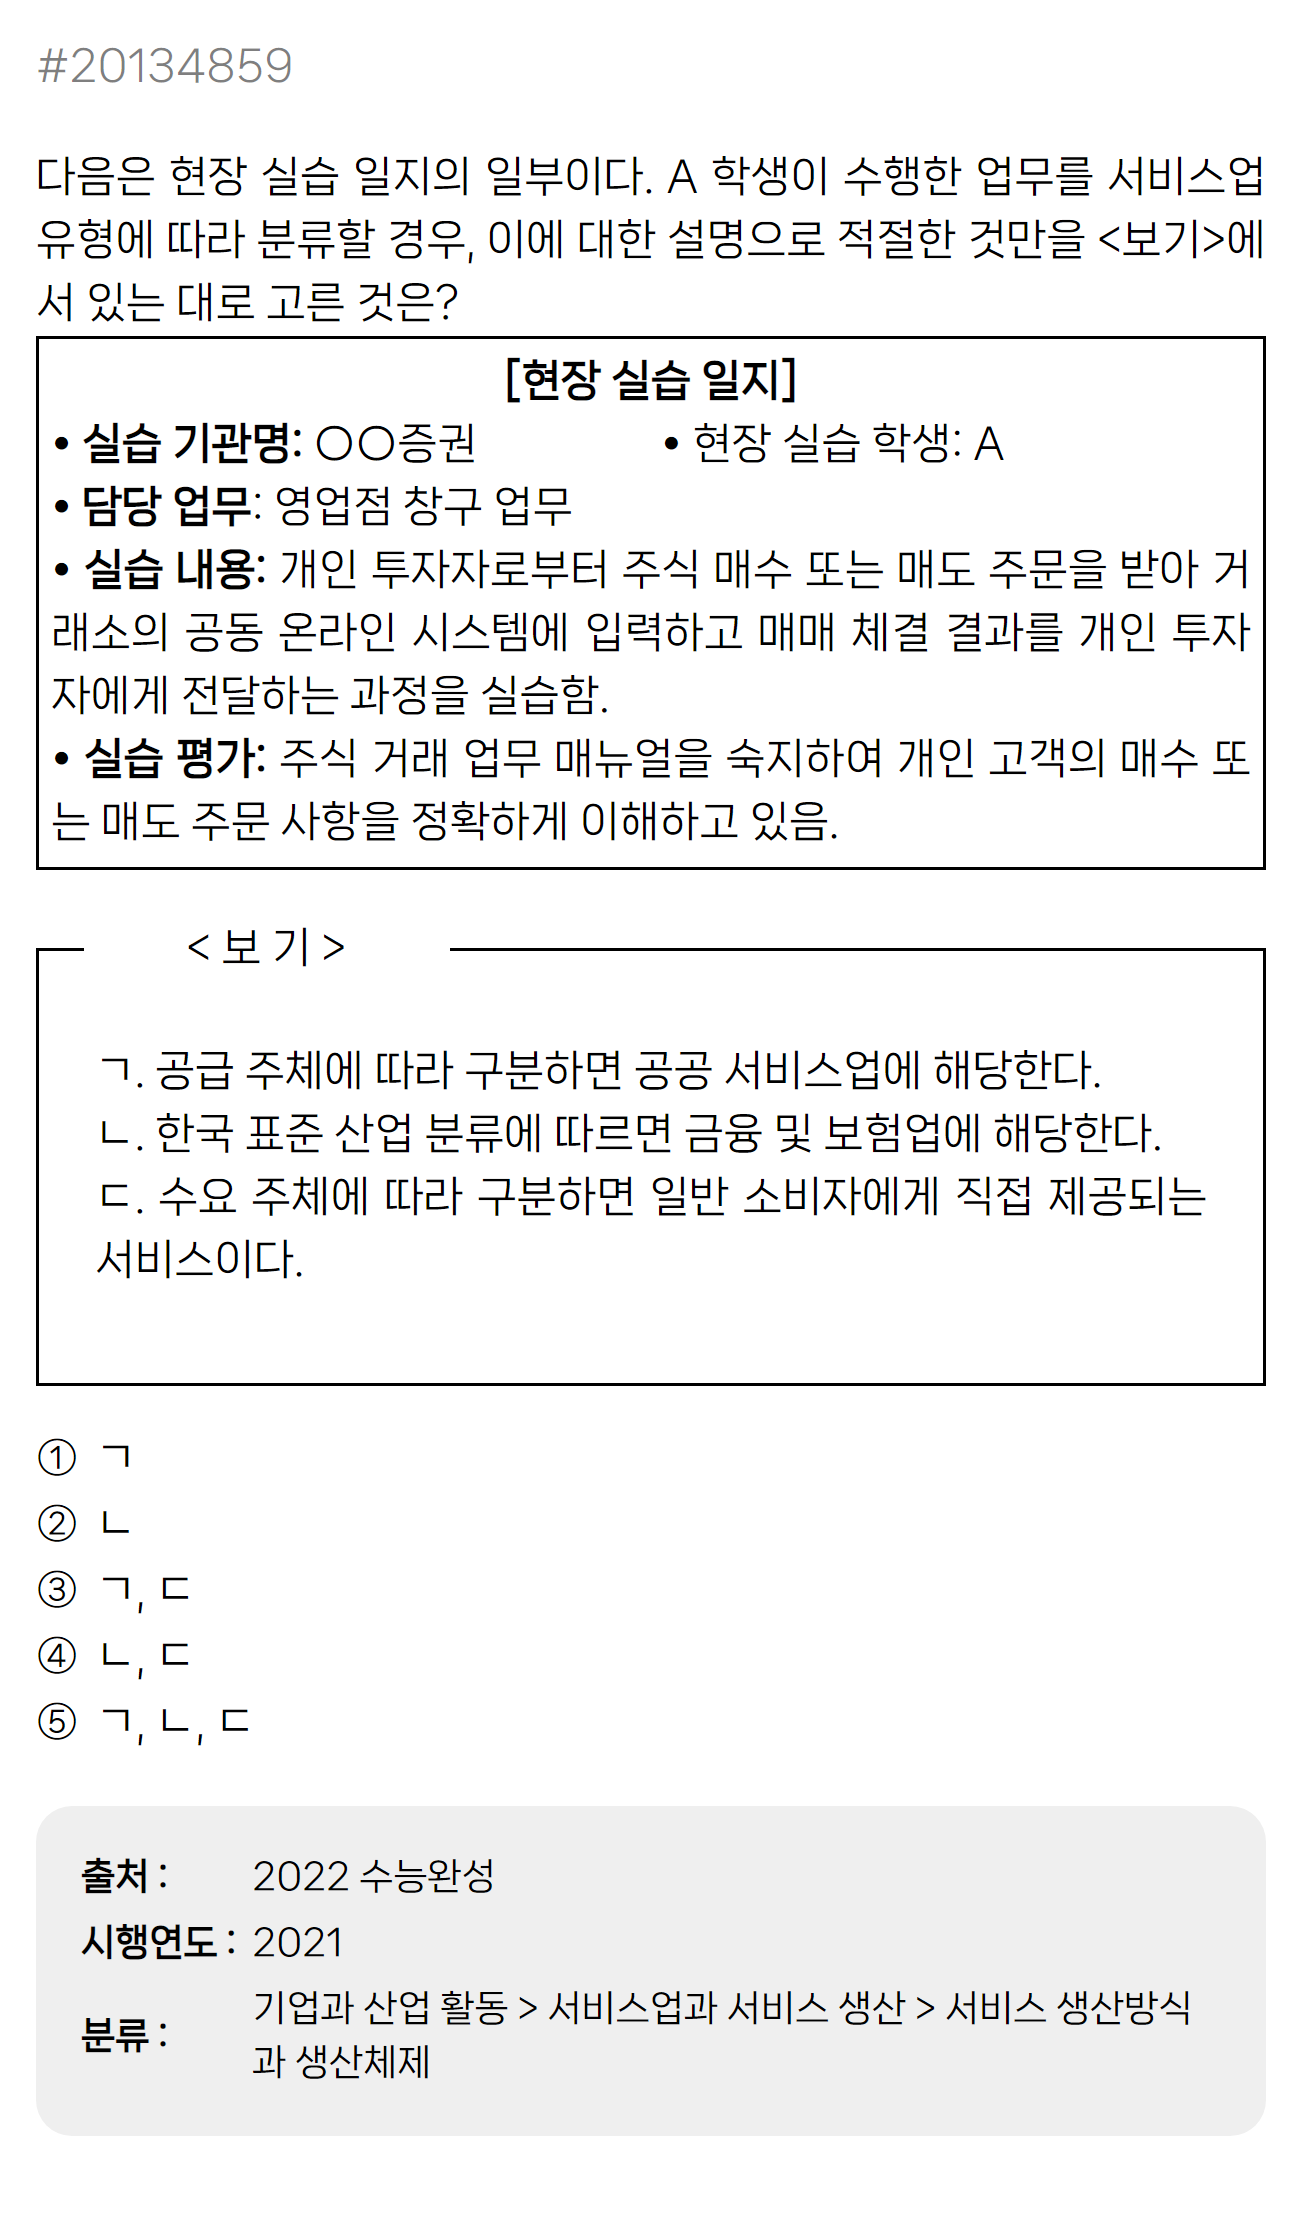 #20134859
다음은 현장 실습 일지의 일부이다. A 학생이 수행한 업무를 서비스업
유형에 따라 분류할 경우, 이에 대한 설명으로 적절한 것만을 <보기>에
서 있는 대로 고른 것은?
[현장 실습 일지]
• 실습 기관명: 〇〇증권 • 현장 실습 학생: A
• 담당 업무: 영업점 창구 업무
• 실습 내용: 개인 투자자로부터 주식 매수 또는 매도 주문을 받아 거
래소의 공동 온라인 시스템에 입력하고 매매 체결 결과를 개인 투자
자에게 전달하는 과정을 실습함.
• 실습 평가: 주식 거래 업무 매뉴얼을 숙지하여 개인 고객의 매수 또
는 매도 주문 사항을 정확하게 이해하고 있음.
< 보 기 >
ㄱ. 공급 주체에 따라 구분하면 공공 서비스업에 해당한다.
ㄴ. 한국 표준 산업 분류에 따르면 금융 및 보험업에 해당한다.
ㄷ. 수요 주체에 따라 구분하면 일반 소비자에게 직접 제공되는
서비스이다.
① ㄱ
② ㄴ
③ ㄱ, ㄷ
④ ㄴ, ㄷ
⑤ ㄱ, ㄴ, ㄷ
출처 : 2022 수능완성
시행연도 : 2021
분류 : 기업과 산업 활동 > 서비스업과 서비스 생산 > 서비스 생산방식
과 생산체제